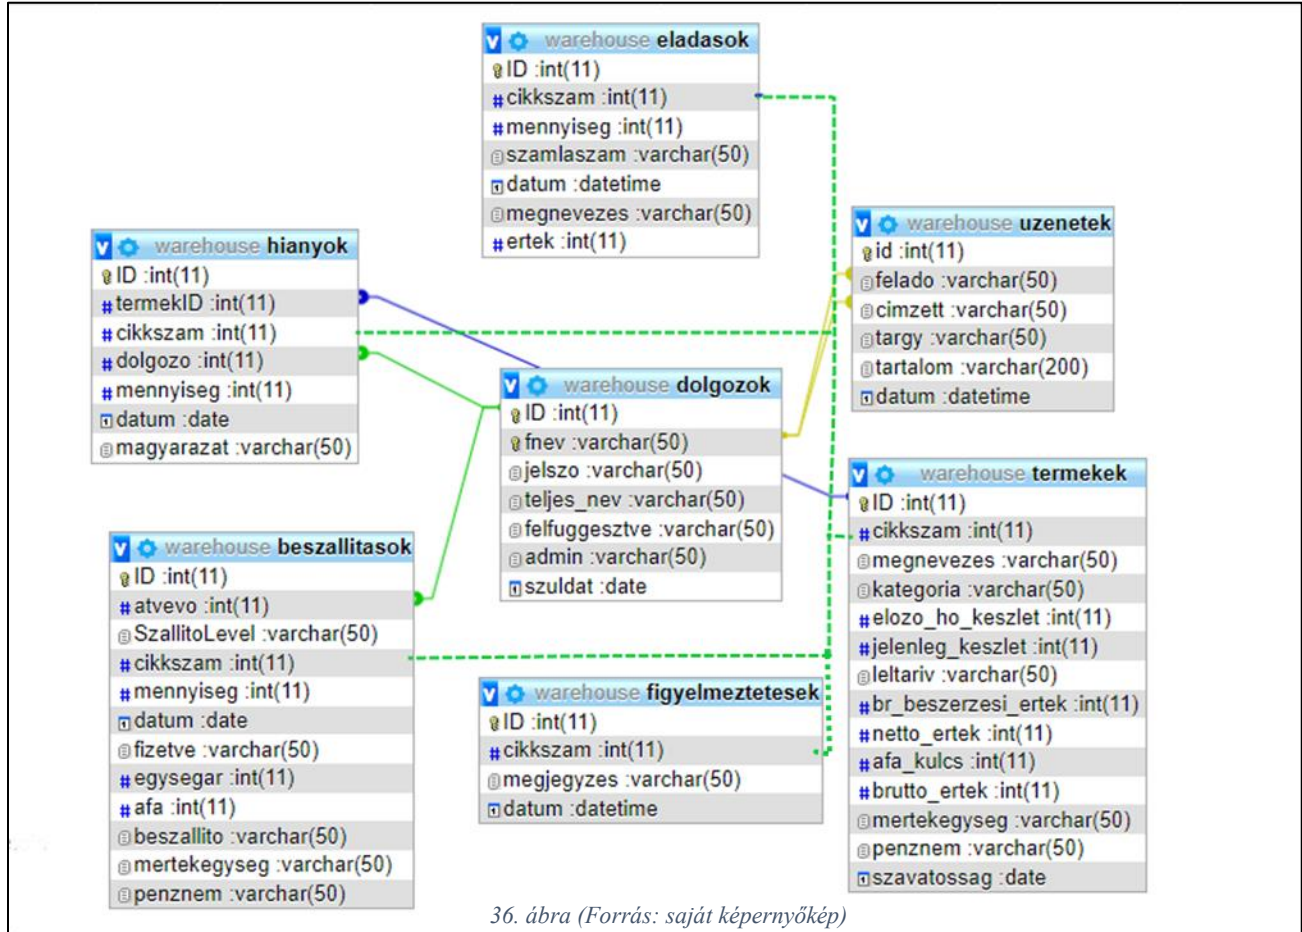 warehouse eladasok
ID :int(11)
cikkszam :int(11)
mennyiseg :int(11)
szamlaszam :varchar(50)
datum :datetime
megnevezes :varchar(50)
ertek :int(11)
warehouse hianyok
ID :int(11)
termekID :int(11)
cikkszam :int(11)
dolgozo :int(11)
mennyiseg :int(11)
datum :date
magyarazat :varchar(50)
warehouse uzenetek
id :int(11)
felado :varchar(50)
cimzett :varchar(50)
targy :varchar(50)
tartalom :varchar(200)
datum :datetime
warehouse dolgozok
ID :int(11)
fnev :varchar(50)
jelszo :varchar(50)
teljes_nev :varchar(50)
felfuggesztve :varchar(50)
admin :varchar(50)
szuldat :date
warehouse termekek
ID :int(11)
cikkszam :int(11)
megnevezes :varchar(50)
kategoria :varchar(50)
elozo_ho_keszlet :int(11)
jelenleg_keszlet :int(11)
leltariv :varchar(50)
br_beszerzesi_ertek :int(11)
netto_ertek :int(11)
afa_kulcs :int(11)
brutto_ertek :int(11)
mertekegyseg :varchar(50)
penznem :varchar(50)
szavatossag :date
warehouse beszallitasok
ID :int(11)
atvevo :int(11)
SzallitoLevel :varchar(50)
cikkszam :int(11)
mennyiseg :int(11)
datum :date
fizetve :varchar(50)
egysegar :int(11)
afa :int(11)
beszallito :varchar(50)
mertekegyseg :varchar(50)
penznem :varchar(50)
warehouse figyelmeztetesek
ID :int(11)
cikkszam :int(11)
megjegyzes :varchar(50)
datum :datetime
36. ábra (Forrás: saját képernyőkép)